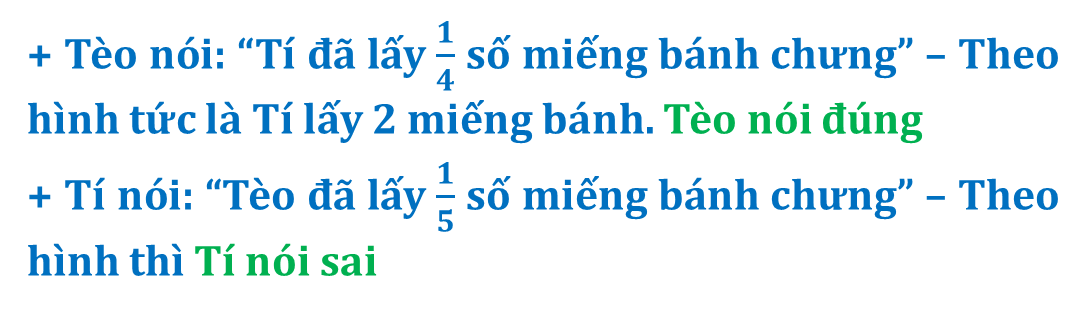 + Tèo nói: “Tí đã lấy 1/4 số miếng bánh chưng” – Theo
hình tức là Tí lấy 2 miếng bánh. Tèo nói đúng
+ Tí nói: “Tèo đã lấy 1/5 số miếng bánh chưng” – Theo
hình thì Tí nói sai